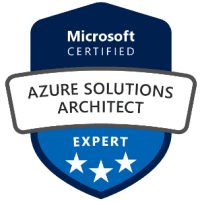 Microsoft
CERTIFIED
AZURE SOLUTIONS
ARCHITECT
EXPERT